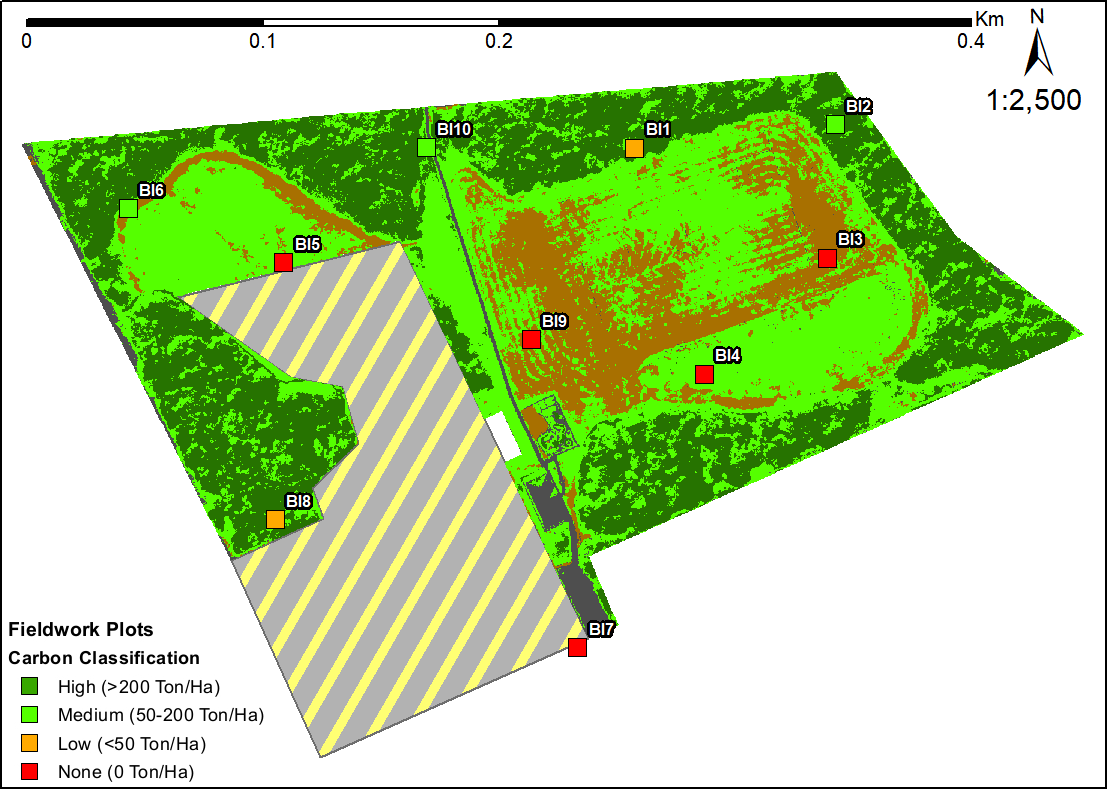 Km
N
0
0.1
0.2
0.4
1:2,500
BI2
BI10
BI1
BI6
BI5
BI3
BI9
BI4
BI8
BI7
Fieldwork Plots
Carbon Classification
High (>200 Ton/Ha)
Medium (50-200 Ton/Ha)
Low (<50 Ton/Ha)
None (0 Ton/Ha)